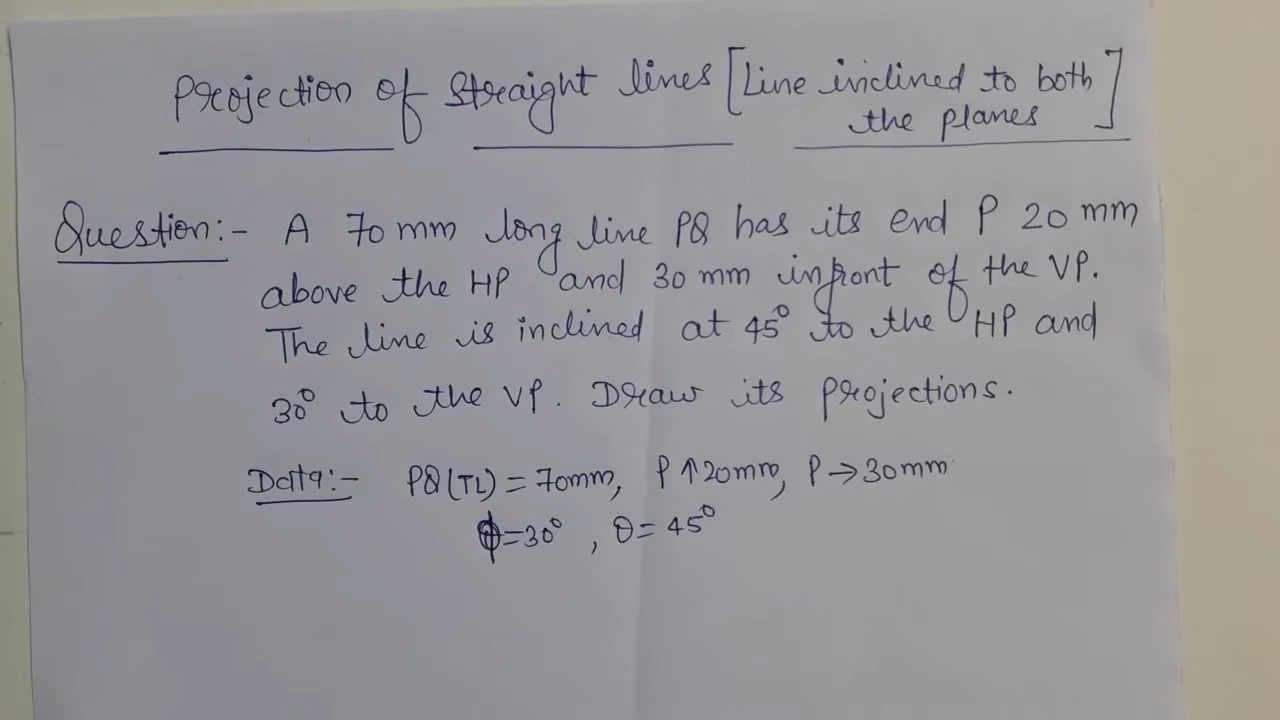 Projection of Straight lines [Line inclined to both
the planes]
Question:- A 70 mm long line PQ has its end P 20 mm
above the HP and 30 mm infront of the VP.
The line is inclined at 45° to the HP and
30° to the VP. Draw its projections.
Data:- PQ(TL) = 70mm, P ↑ 20mm, P → 30mm
ϕ = 30°, θ = 45°